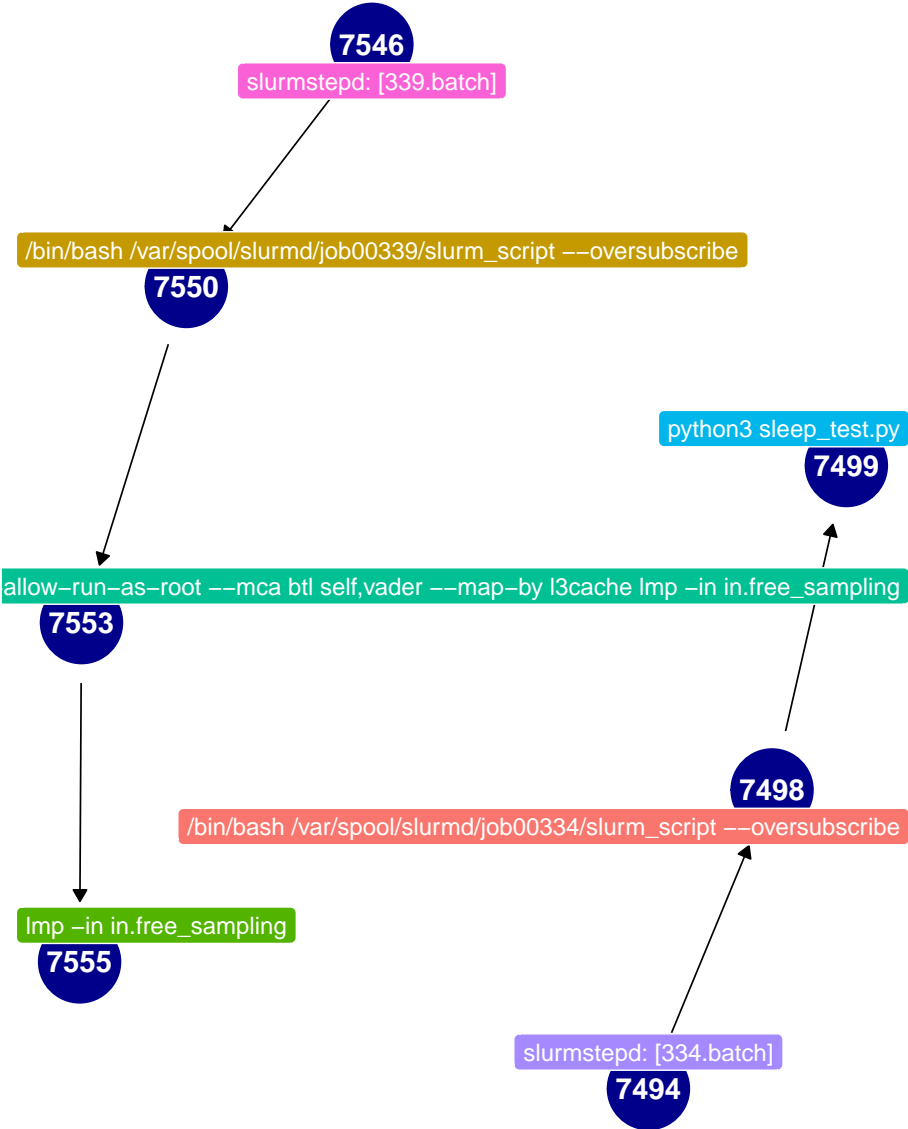 7546
slurmstepd: [339.batch]
/bin/bash /var/spool/slurmd/job00339/slurm_script −−oversubscribe
7550
python3 sleep_test.py
7499
allow−run−as−root −−mca btl self,vader −−map−by l3cache lmp −in in.free_sampling
7553
7498
/bin/bash /var/spool/slurmd/job00334/slurm_script −−oversubscribe
lmp −in in.free_sampling
7555
slurmstepd: [334.batch]
7494